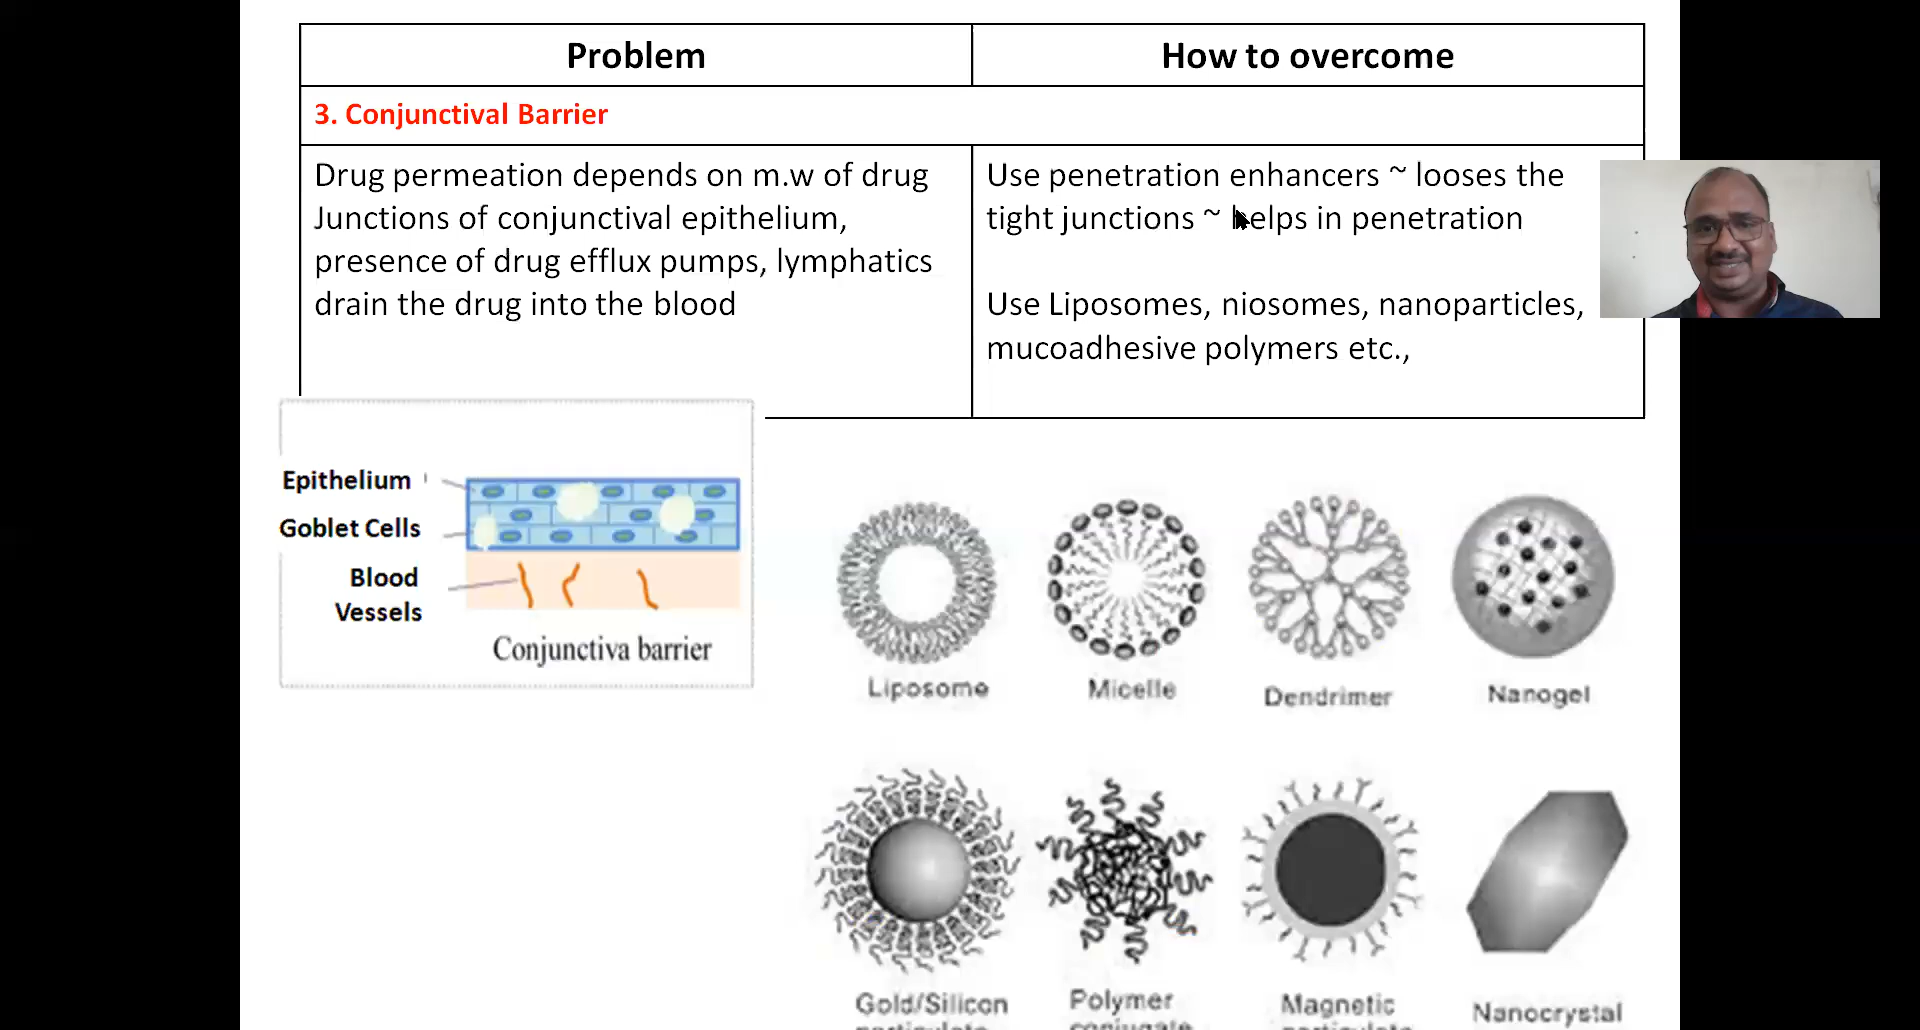 Problem
How to overcome
3. Conjunctival Barrier
Drug permeation depends on m.w of drug
Junctions of conjunctival epithelium,
presence of drug efflux pumps, lymphatics
drain the drug into the blood
Use penetration enhancers ~ looses the
tight junctions ~ helps in penetration
Use Liposomes, niosomes, nanoparticles,
mucoadhesive polymers etc.,
Epithelium
Goblet Cells
Blood
Vessels
Conjunctiva barrier
Liposome
Micelle
Dendrimer
Nanogel
Gold/Silicon
Polymer
Magnetic
Nanocrystal